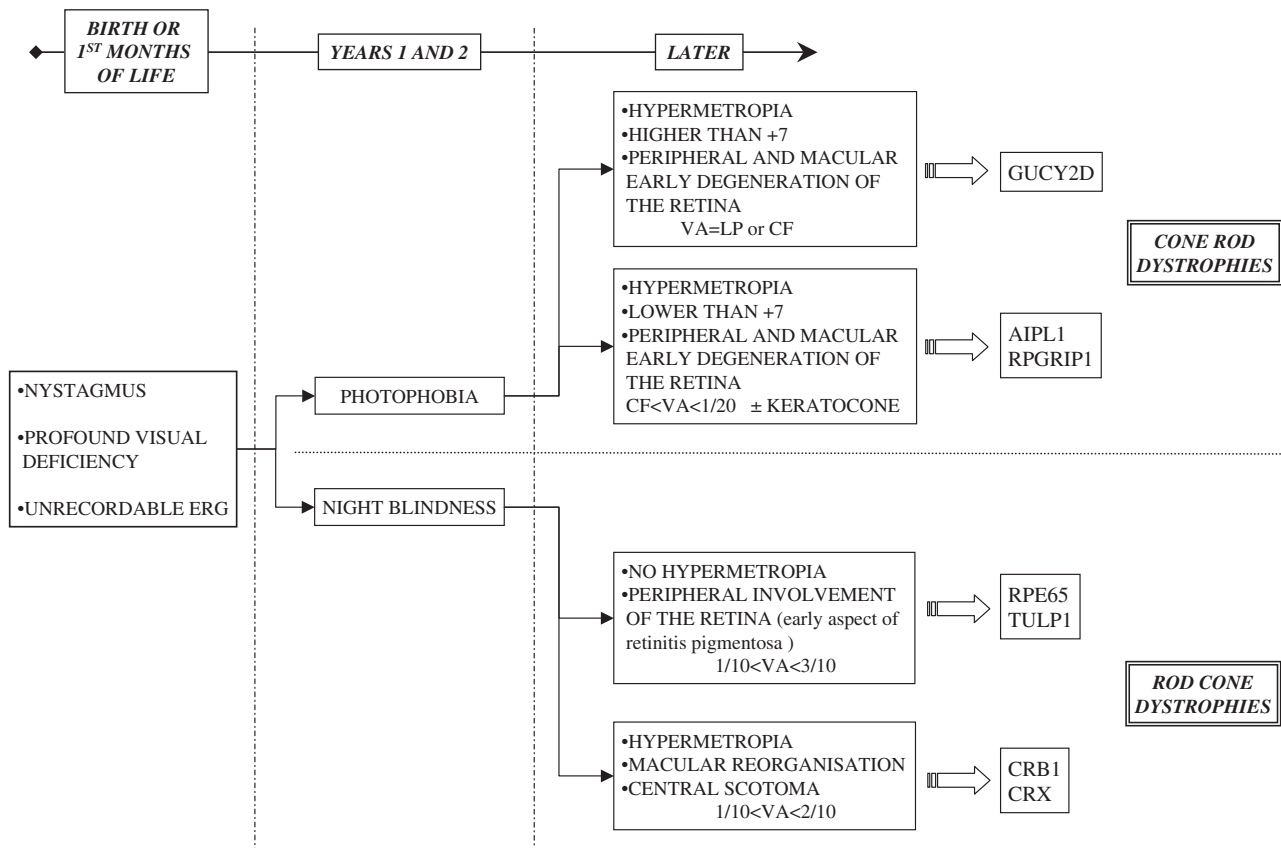 BIRTH OR
1ST MONTHS
OF LIFE
YEARS 1 AND 2
LATER
•HYPERMETROPIA
•HIGHER THAN +7
•PERIPHERAL AND MACULAR
EARLY DEGENERATION OF
THE RETINA
VA=LP or CF
GUCY2D
CONE ROD
DYSTROPHIES
•HYPERMETROPIA
•LOWER THAN +7
•PERIPHERAL AND MACULAR
EARLY DEGENERATION OF
THE RETINA
CF<VA<1/20 ± KERATOCONE
AIPL1
RPGRIP1
•NYSTAGMUS
•PROFOUND VISUAL
DEFICIENCY
•UNRECORDABLE ERG
PHOTOPHOBIA
NIGHT BLINDNESS
•NO HYPERMETROPIA
•PERIPHERAL INVOLVEMENT
OF THE RETINA (early aspect of
retinitis pigmentosa )
1/10<VA<3/10
RPE65
TULP1
ROD CONE
DYSTROPHIES
•HYPERMETROPIA
•MACULAR REORGANISATION
•CENTRAL SCOTOMA
1/10<VA<2/10
CRB1
CRX